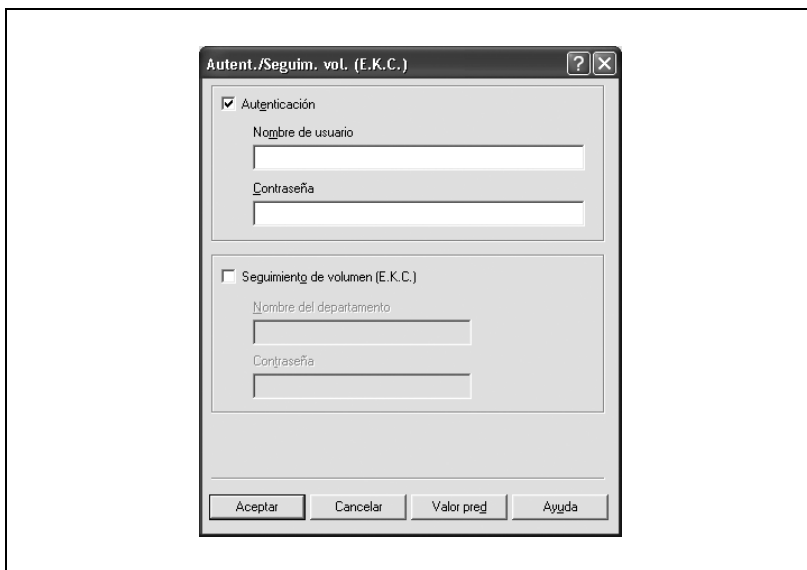 Autent./Seguim. vol. (E.K.C.)
Autenticación
Nombre de usuario
Contraseña
Seguimiento de volumen (E.K.C.)
Nombre del departamento
Contraseña
Aceptar Cancelar Valor pred Ayuda